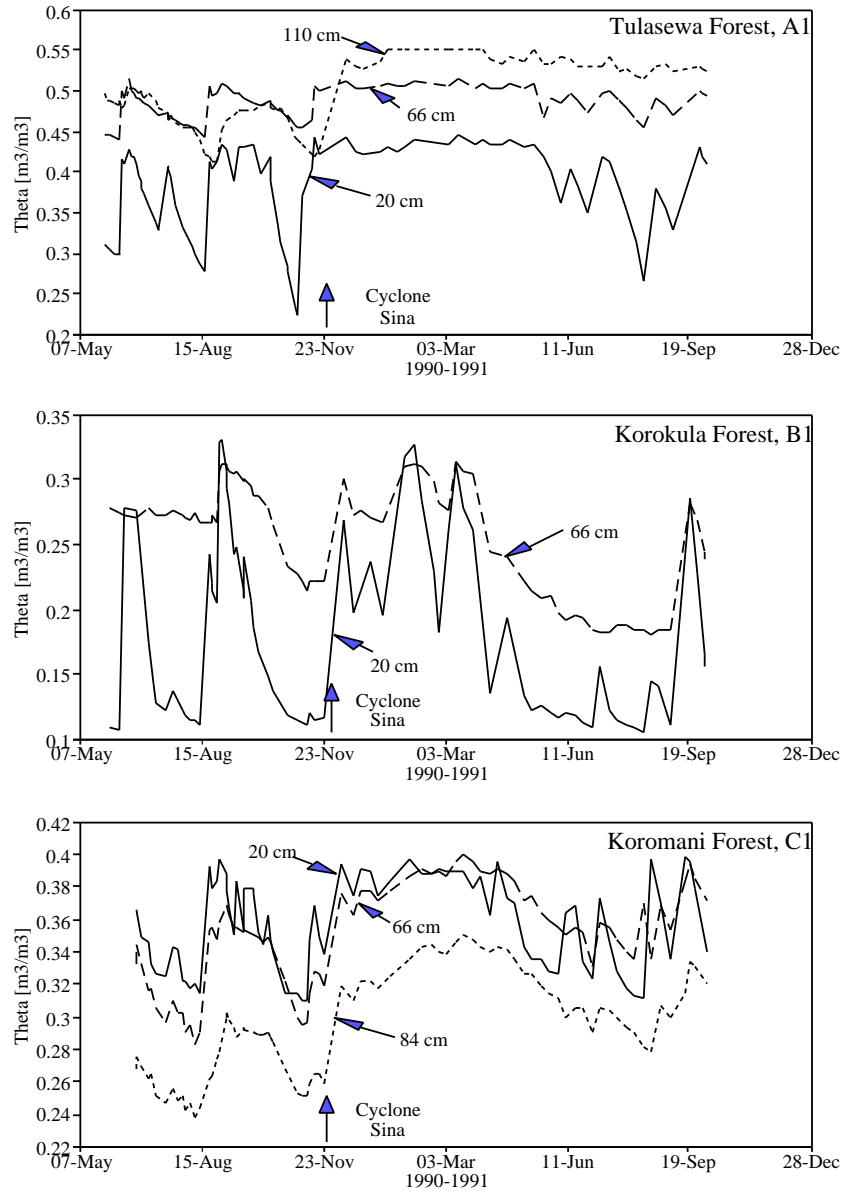 Tulasewa Forest, A1
0.6
0.55
0.5
0.45
0.4
0.35
0.3
0.25
0.2
Theta [m3/m3]
110 cm
66 cm
20 cm
Cyclone
Sina
07-May 15-Aug 23-Nov 03-Mar 11-Jun 19-Sep 28-Dec
1990-1991
Korokula Forest, B1
0.35
0.3
0.25
0.2
0.15
0.1
Theta [m3/m3]
66 cm
20 cm
Cyclone
Sina
07-May 15-Aug 23-Nov 03-Mar 11-Jun 19-Sep 28-Dec
1990-1991
Koromani Forest, C1
0.42
0.4
0.38
0.36
0.34
0.32
0.3
0.28
0.26
0.24
0.22
Theta [m3/m3]
20 cm
66 cm
84 cm
Cyclone
Sina
07-May 15-Aug 23-Nov 03-Mar 11-Jun 19-Sep 28-Dec
1990-1991